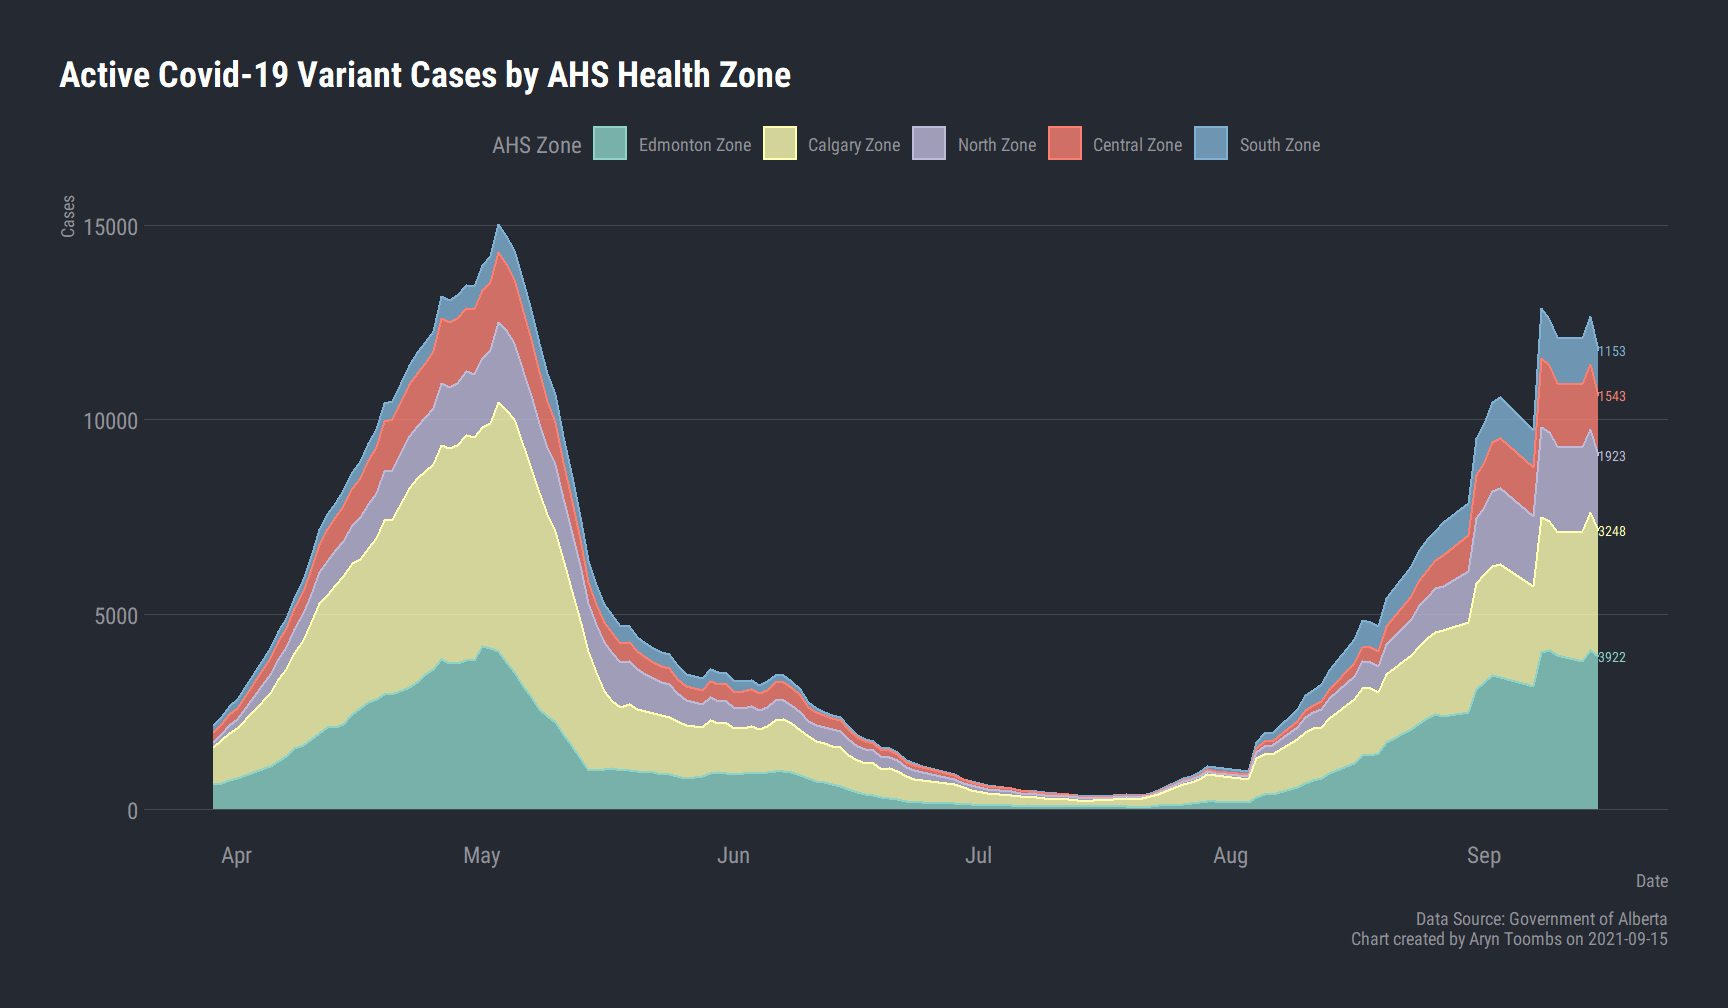 Active Covid-19 Variant Cases by AHS Health Zone
AHS Zone Edmonton Zone Calgary Zone North Zone Central Zone South Zone
Cases
15000
10000
5000
0
1153
1543
1923
3248
3922
Apr May Jun Jul Aug Sep
Date
Data Source: Government of Alberta
Chart created by Aryn Toombs on 2021-09-15